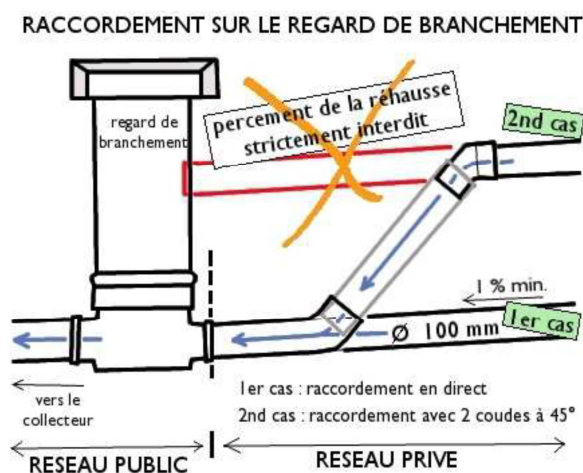 RACCORDEMENT SUR LE REGARD DE BRANCHEMENT
regard de
branchement
percement de la réhausse
strictement interdit
2nd cas
1 % min.
1er cas
Ø 100 mm
vers le
collecteur
1er cas : raccordement en direct
2nd cas : raccordement avec 2 coudes à 45°
RESEAU PUBLIC
RESEAU PRIVE